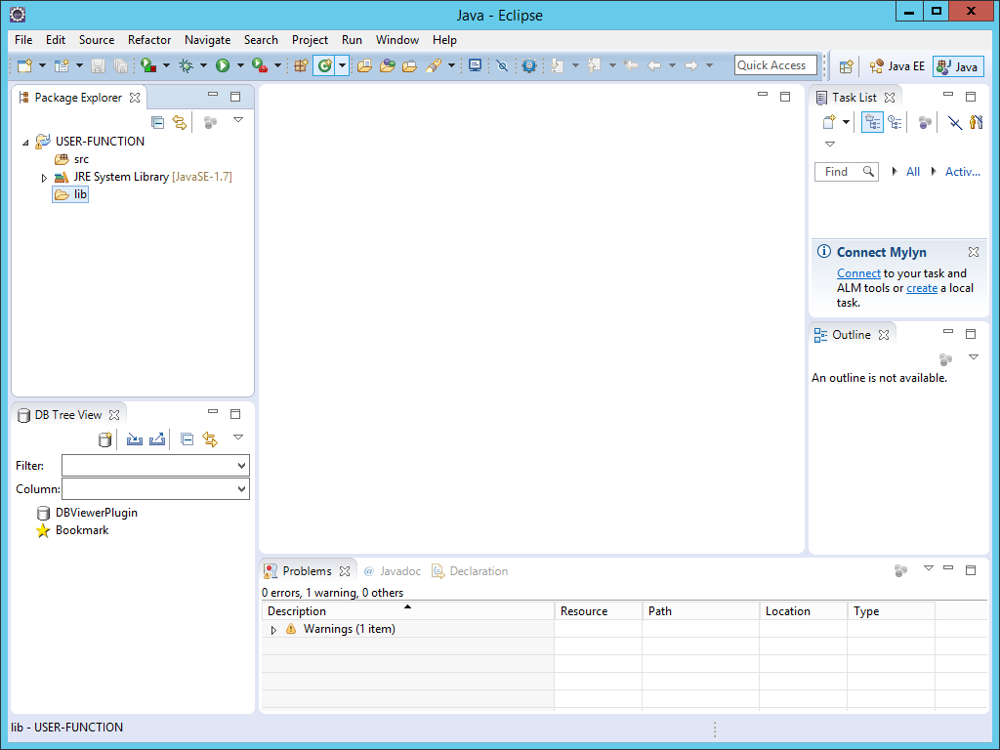 Java - Eclipse
File Edit Source Refactor Navigate Search Project Run Window Help
Quick Access
Java EE
Java
Package Explorer
USER-FUNCTION
src
JRE System Library [JavaSE-1.7]
lib
Task List
Find
All
Activ...
Connect Mylyn
Connect to your task and
ALM tools or create a local
task.
Outline
An outline is not available.
DB Tree View
Filter:
Column:
DBViewerPlugin
Bookmark
Problems @ Javadoc Declaration
0 errors, 1 warning, 0 others
Description Resource Path Location Type
Warnings (1 item)
lib - USER-FUNCTION